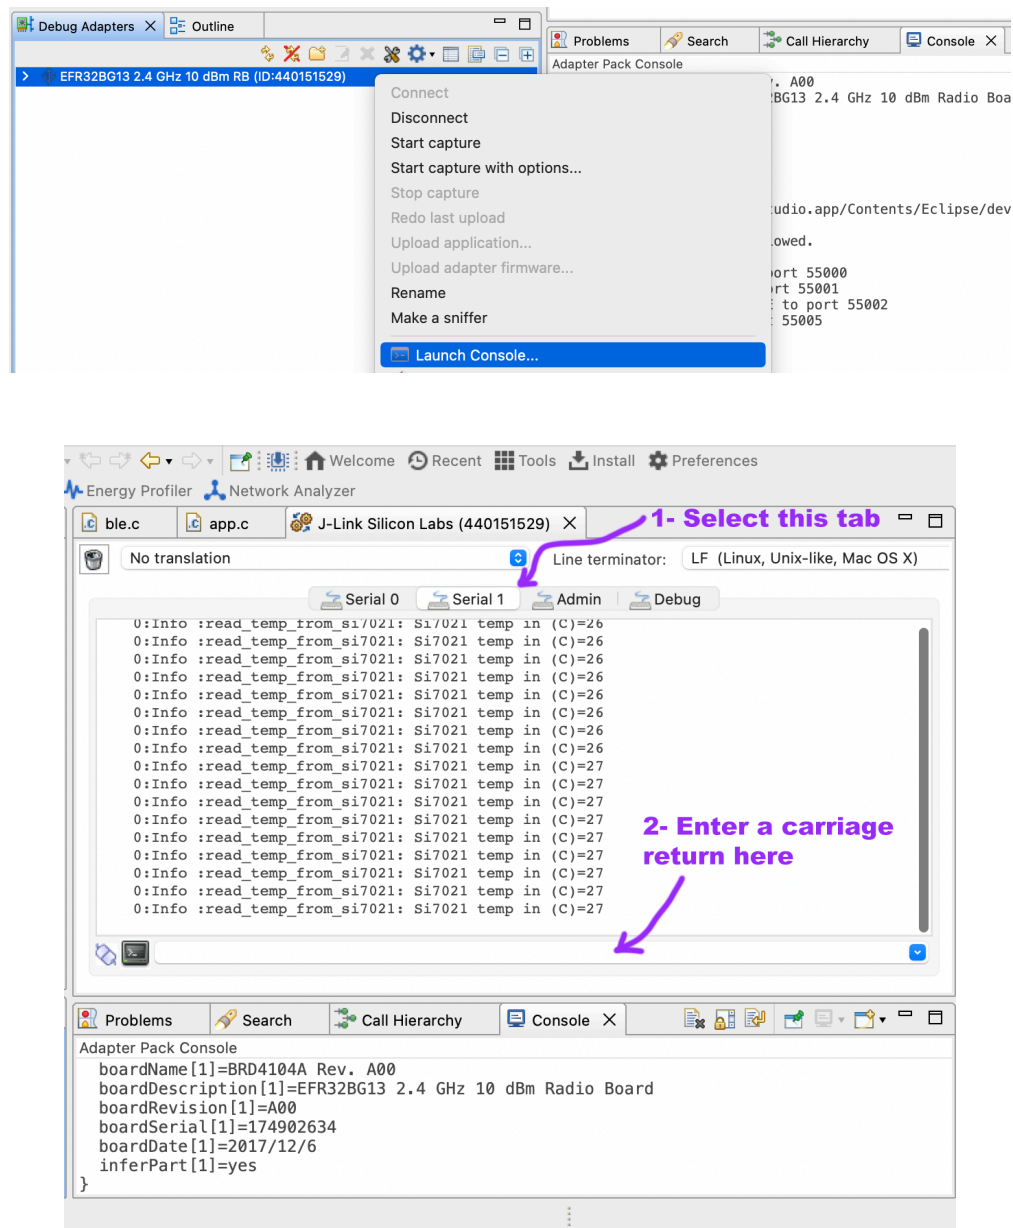 Debug Adapters
Outline
EFR32BG13 2.4 GHz 10 dBm RB (ID:440151529)
Connect
Disconnect
Start capture
Start capture with options...
Stop capture
Redo last upload
Upload application...
Upload adapter firmware...
Rename
Make a sniffer
Launch Console...
Problems
Search
Call Hierarchy
Console
Adapter Pack Console
. A00
BG13 2.4 GHz 10 dBm Radio Boa
udio.app/Contents/Eclipse/dev
owed.
ort 55000
rt 55001
E to port 55002
55005
Welcome
Recent
Tools
Install
Preferences
Energy Profiler
Network Analyzer
ble.c
app.c
J-Link Silicon Labs (440151529)
1- Select this tab
No translation
Line terminator:
LF (Linux, Unix-like, Mac OS X)
Serial 0
Serial 1
Admin
Debug
0:Info :read_temp_from_si7021: Si7021 temp in (C)=26
0:Info :read_temp_from_si7021: Si7021 temp in (C)=26
0:Info :read_temp_from_si7021: Si7021 temp in (C)=26
0:Info :read_temp_from_si7021: Si7021 temp in (C)=26
0:Info :read_temp_from_si7021: Si7021 temp in (C)=26
0:Info :read_temp_from_si7021: Si7021 temp in (C)=26
0:Info :read_temp_from_si7021: Si7021 temp in (C)=26
0:Info :read_temp_from_si7021: Si7021 temp in (C)=26
0:Info :read_temp_from_si7021: Si7021 temp in (C)=27
0:Info :read_temp_from_si7021: Si7021 temp in (C)=27
0:Info :read_temp_from_si7021: Si7021 temp in (C)=27
0:Info :read_temp_from_si7021: Si7021 temp in (C)=27
0:Info :read_temp_from_si7021: Si7021 temp in (C)=27
0:Info :read_temp_from_si7021: Si7021 temp in (C)=27
0:Info :read_temp_from_si7021: Si7021 temp in (C)=27
0:Info :read_temp_from_si7021: Si7021 temp in (C)=27
0:Info :read_temp_from_si7021: Si7021 temp in (C)=27
2- Enter a carriage
return here
Problems
Search
Call Hierarchy
Console
Adapter Pack Console
boardName[1]=BRD4104A Rev. A00
boardDescription[1]=EFR32BG13 2.4 GHz 10 dBm Radio Board
boardRevision[1]=A00
boardSerial[1]=174902634
boardDate[1]=2017/12/6
inferPart[1]=yes
}